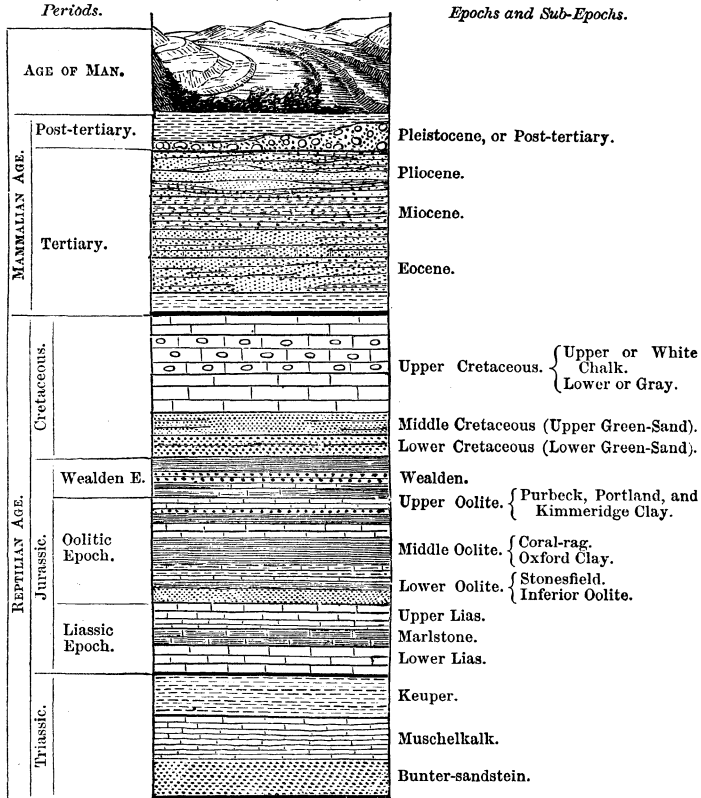 Periods.
Epochs and Sub-Epochs.
AGE OF MAN.
MAMMALIAN AGE.
Post-tertiary.
Pleistocene, or Post-tertiary.
Pliocene.
Miocene.
Tertiary.
Eocene.
REPTILIAN AGE.
Cretaceous.
Upper Cretaceous.
Upper or White
Chalk.
Lower or Gray.
Middle Cretaceous (Upper Green-Sand).
Lower Cretaceous (Lower Green-Sand).
Jurassic.
Wealden E.
Wealden.
Upper Oolite.
Purbeck, Portland, and
Kimmeridge Clay.
Oolitic
Epoch.
Middle Oolite.
Coral-rag.
Oxford Clay.
Lower Oolite.
Stonesfield.
Inferior Oolite.
Liassic
Epoch.
Upper Lias.
Marlstone.
Lower Lias.
Triassic.
Keuper.
Muschelkalk.
Bunter-sandstein.